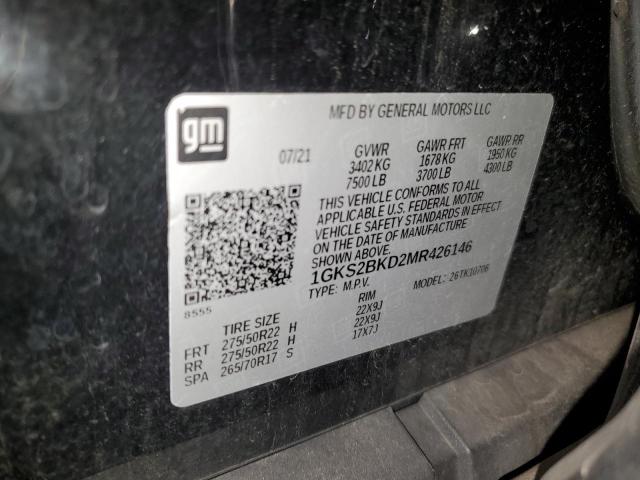 gm
MFD BY GENERAL MOTORS LLC
07/21
GVWR GAWR FRT GAWR RR
3402 KG 1678 KG 1950 KG
7500 LB 3700 LB 4300 LB
THIS VEHICLE CONFORMS TO ALL
APPLICABLE U.S. FEDERAL MOTOR
VEHICLE SAFETY STANDARDS IN EFFECT
ON THE DATE OF MANUFACTURE
SHOWN ABOVE.
1GKS2BKD2MR426146
TYPE: M.P.V. MODEL: 26TK10706
8555
TIRE SIZE RIM
FRT 275/50R22 H 22X9J
RR 275/50R22 H 22X9J
SPA 265/70R17 S 17X7J